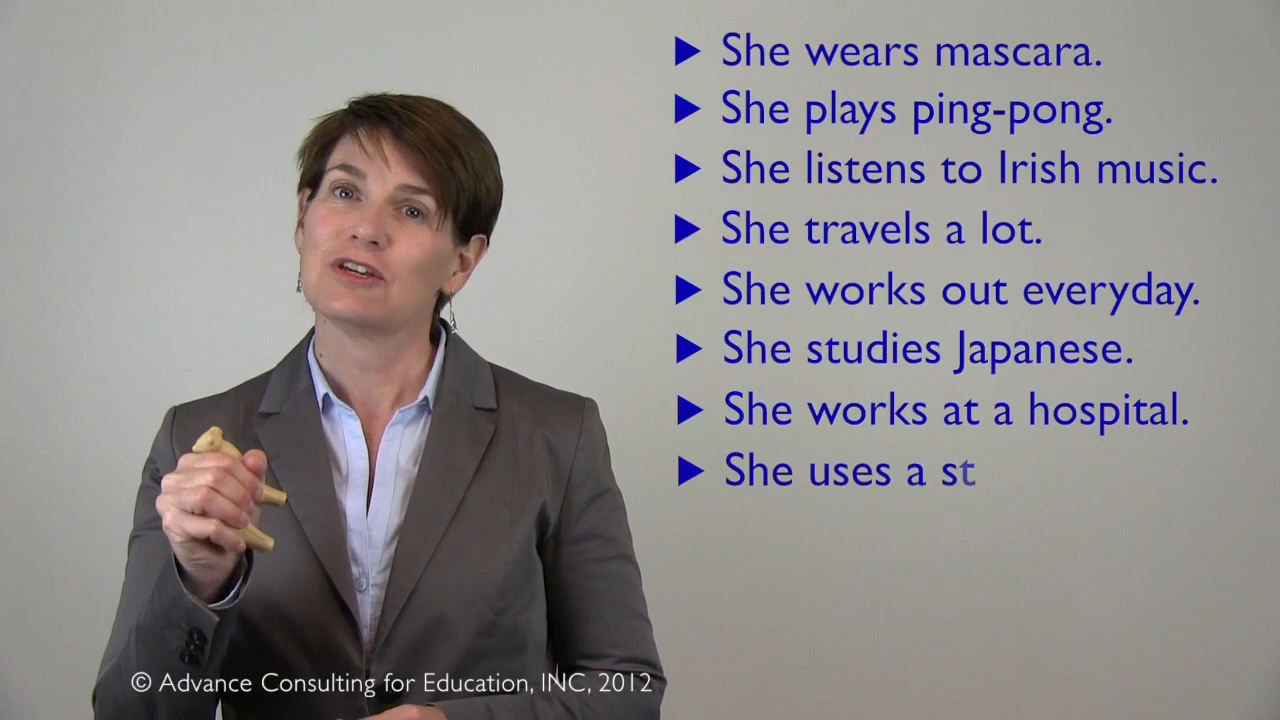 ▶ She wears mascara.
▶ She plays ping-pong.
▶ She listens to Irish music.
▶ She travels a lot.
▶ She works out everyday.
▶ She studies Japanese.
▶ She works at a hospital.
▶ She uses a st
© Advance Consulting for Education, INC, 2012